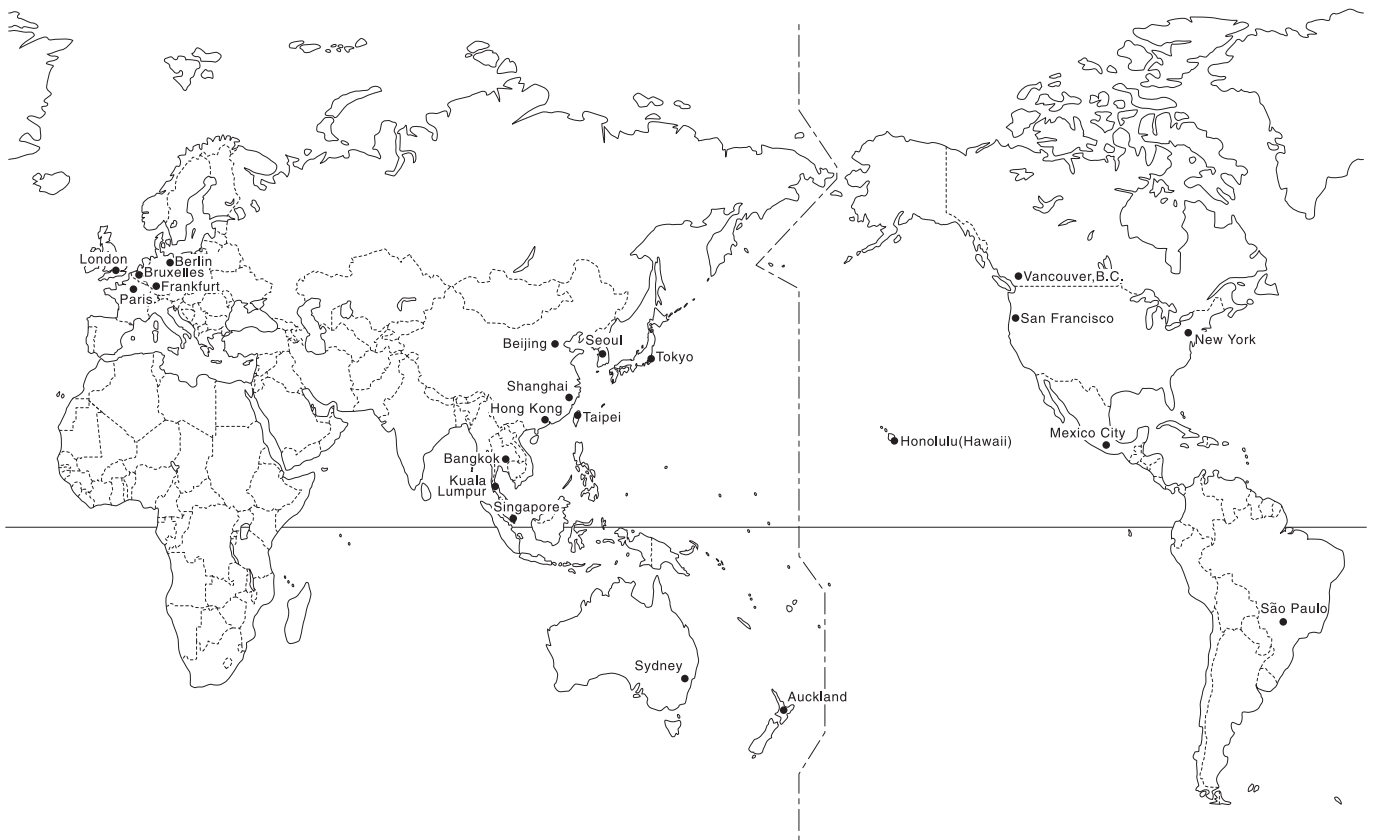 London
Berlin
Bruxelles
Frankfurt
Paris
Vancouver,B.C.
San Francisco
New York
Beijing
Seoul
Tokyo
Shanghai
Hong Kong
Taipei
Honolulu(Hawaii)
Mexico City
Bangkok
Kuala
Lumpur
Singapore
São Paulo
Sydney
Auckland